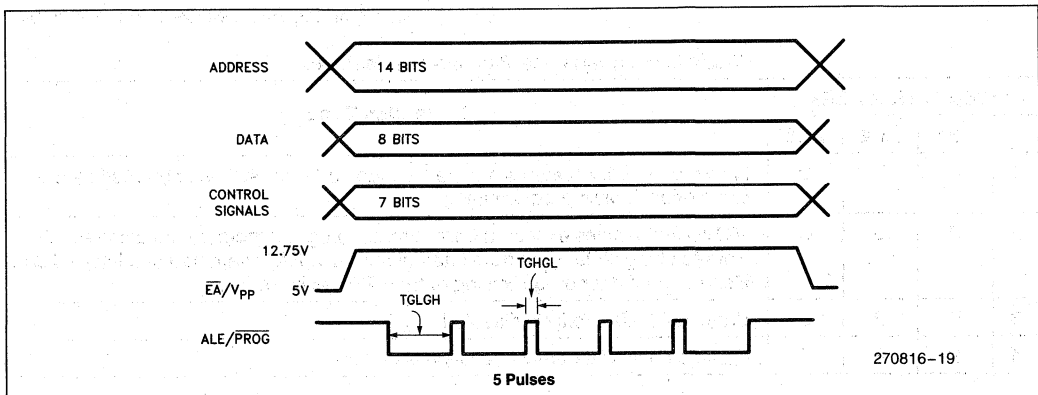 ADDRESS
14 BITS
DATA
8 BITS
CONTROL
SIGNALS
7 BITS
12.75V
EA/VPP
5V
TGHGL
TGLGH
ALE/PROG
270816–19
5 Pulses